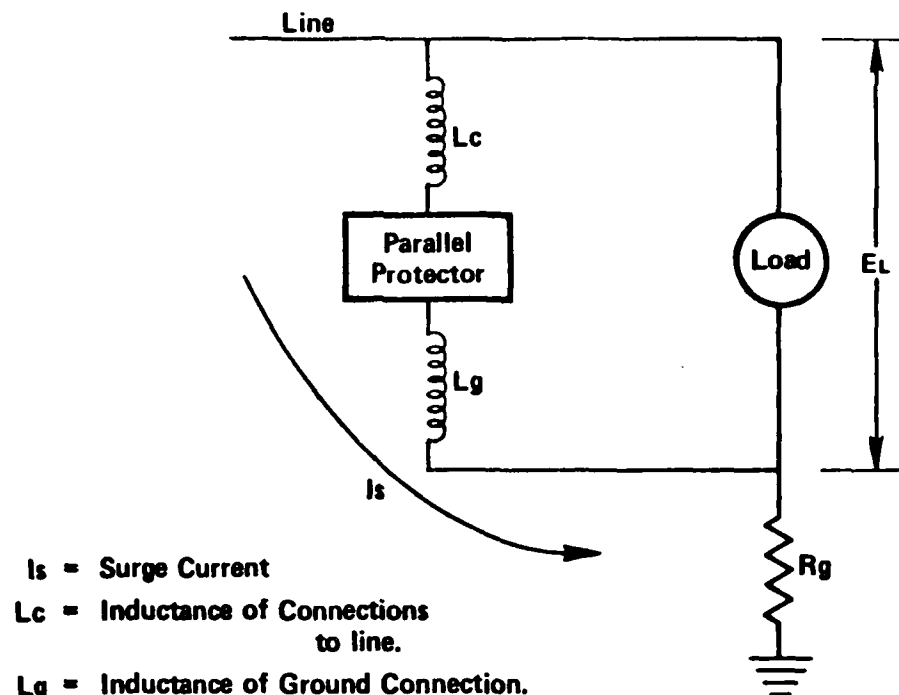 Line
Lc
Parallel
Protector
Load
EL
Lg
Is
Rg
Is = Surge Current
Lc = Inductance of Connections
to line.
Lg = Inductance of Ground Connection.